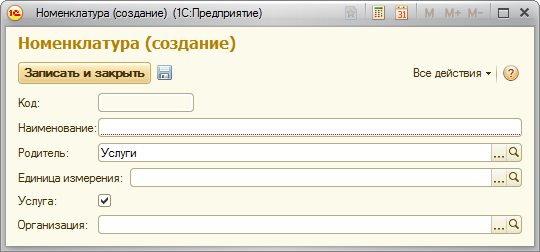 Номенклатура (создание) (1С:Предприятие)
M M+ M-
Номенклатура (создание)
Записать и закрыть
Все действия
Код:
Наименование:
Родитель: Услуги
Единица измерения:
Услуга:
Организация: